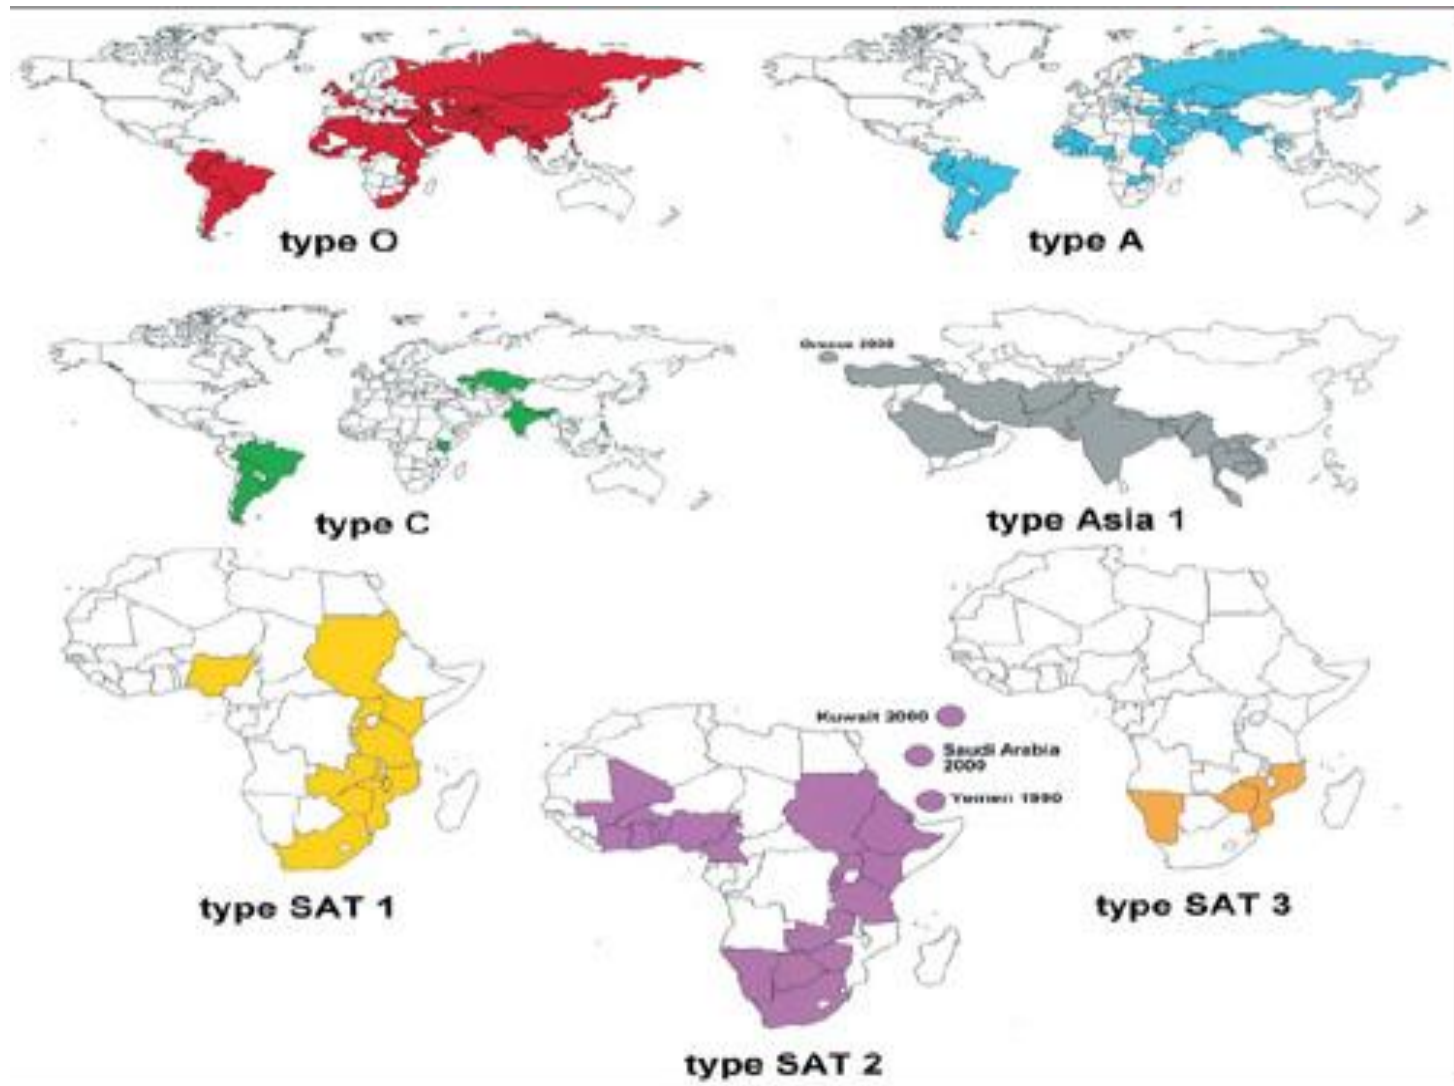 type O
type A
Greece 2000
type C
type Asia 1
Kuwait 2000
Saudi Arabia
2000
Yemen 1990
type SAT 1
type SAT 3
type SAT 2